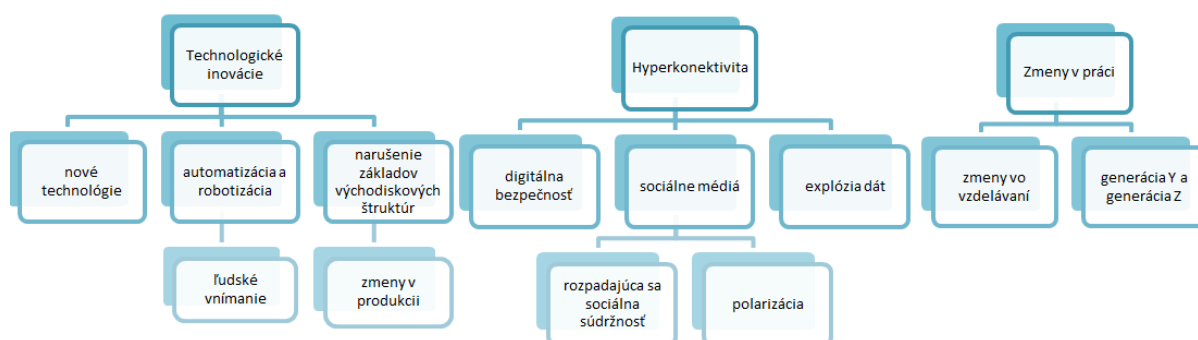 Technologické
inovácie
nové
technológie
automatizácia a
robotizácia
ľudské
vnímanie
narušenie
základov
východiskových
štruktúr
zmeny v
produkcii
Hyperkonektivita
digitálna
bezpečnosť
sociálne médiá
rozpadajúca sa
sociálna
súdržnosť
polarizácia
explózia dát
Zmeny v práci
zmeny vo
vzdelávaní
generácia Y a
generácia Z